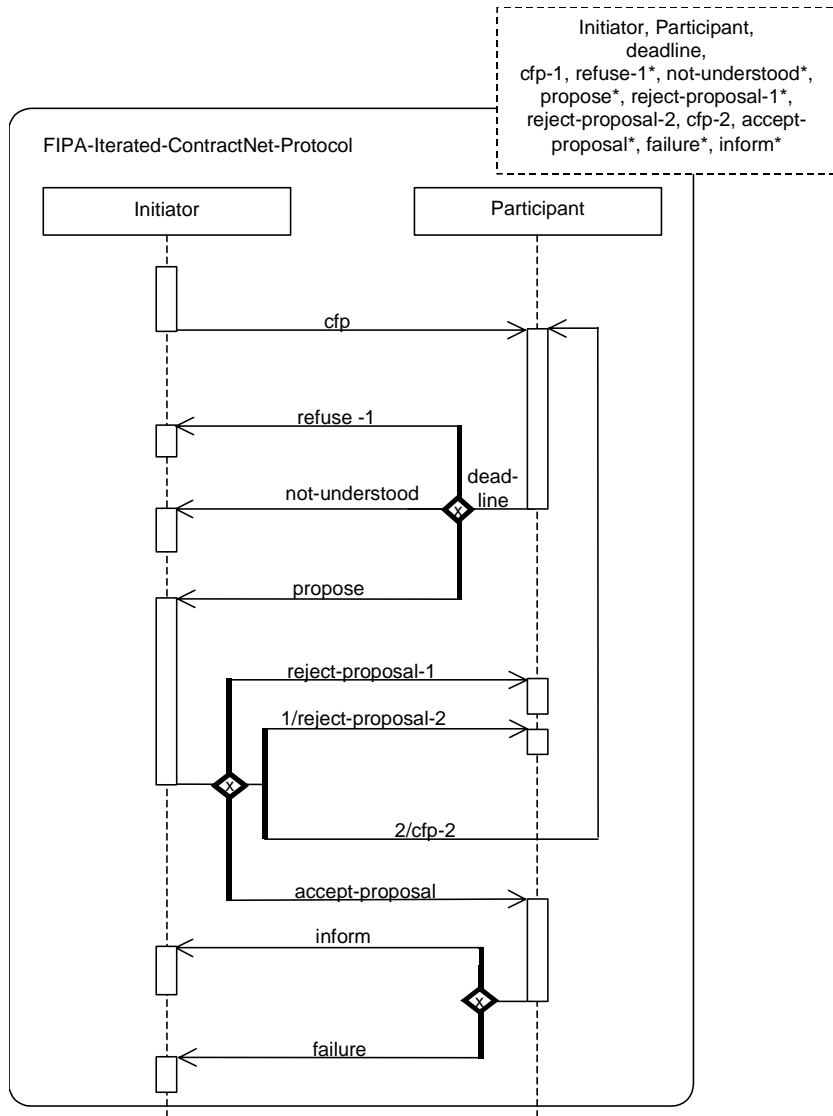 Initiator, Participant,
deadline,
cfp-1, refuse-1*, not-understood*,
propose*, reject-proposal-1*,
reject-proposal-2, cfp-2, accept-
proposal*, failure*, inform*
FIPA-Iterated-ContractNet-Protocol
Initiator
Participant
cfp
refuse -1
dead-
line
not-understood
x
propose
reject-proposal-1
1/reject-proposal-2
x
2/cfp-2
accept-proposal
inform
x
failure